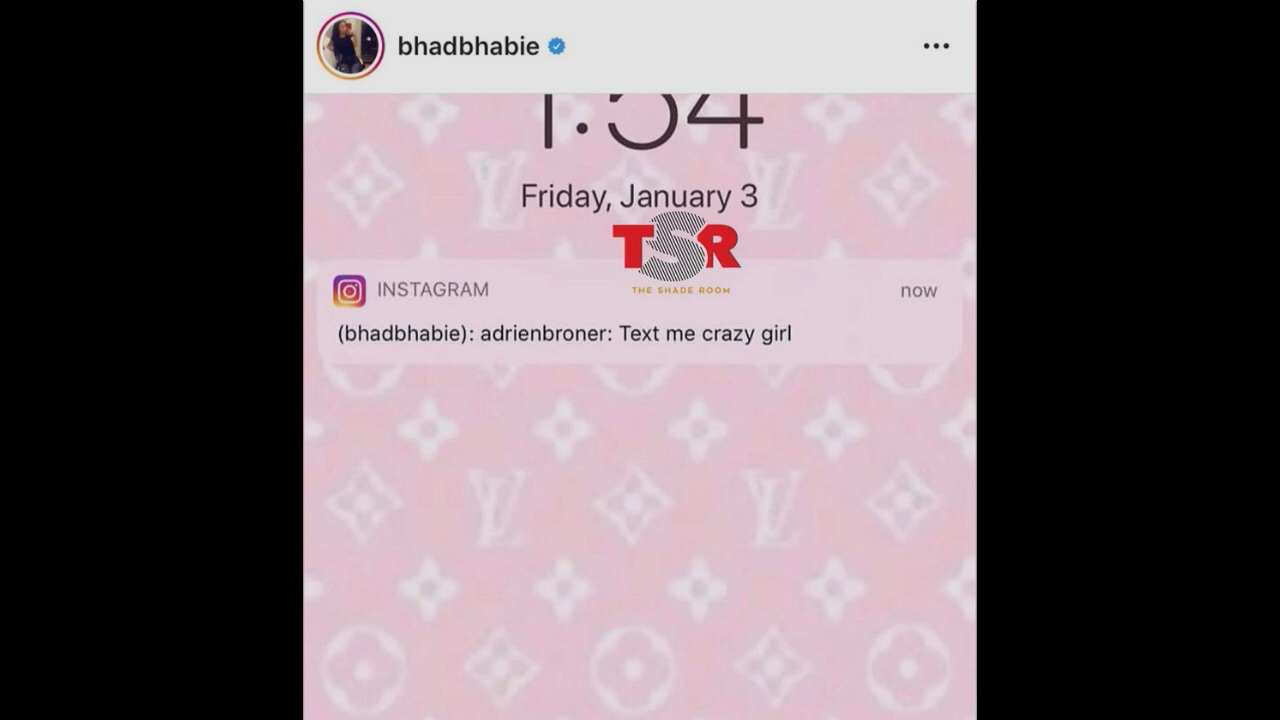 bhadbhabie
1:54
Friday, January 3
TSR
THE SHADE ROOM
INSTAGRAM
now
(bhadbhabie): adrienbroner: Text me crazy girl